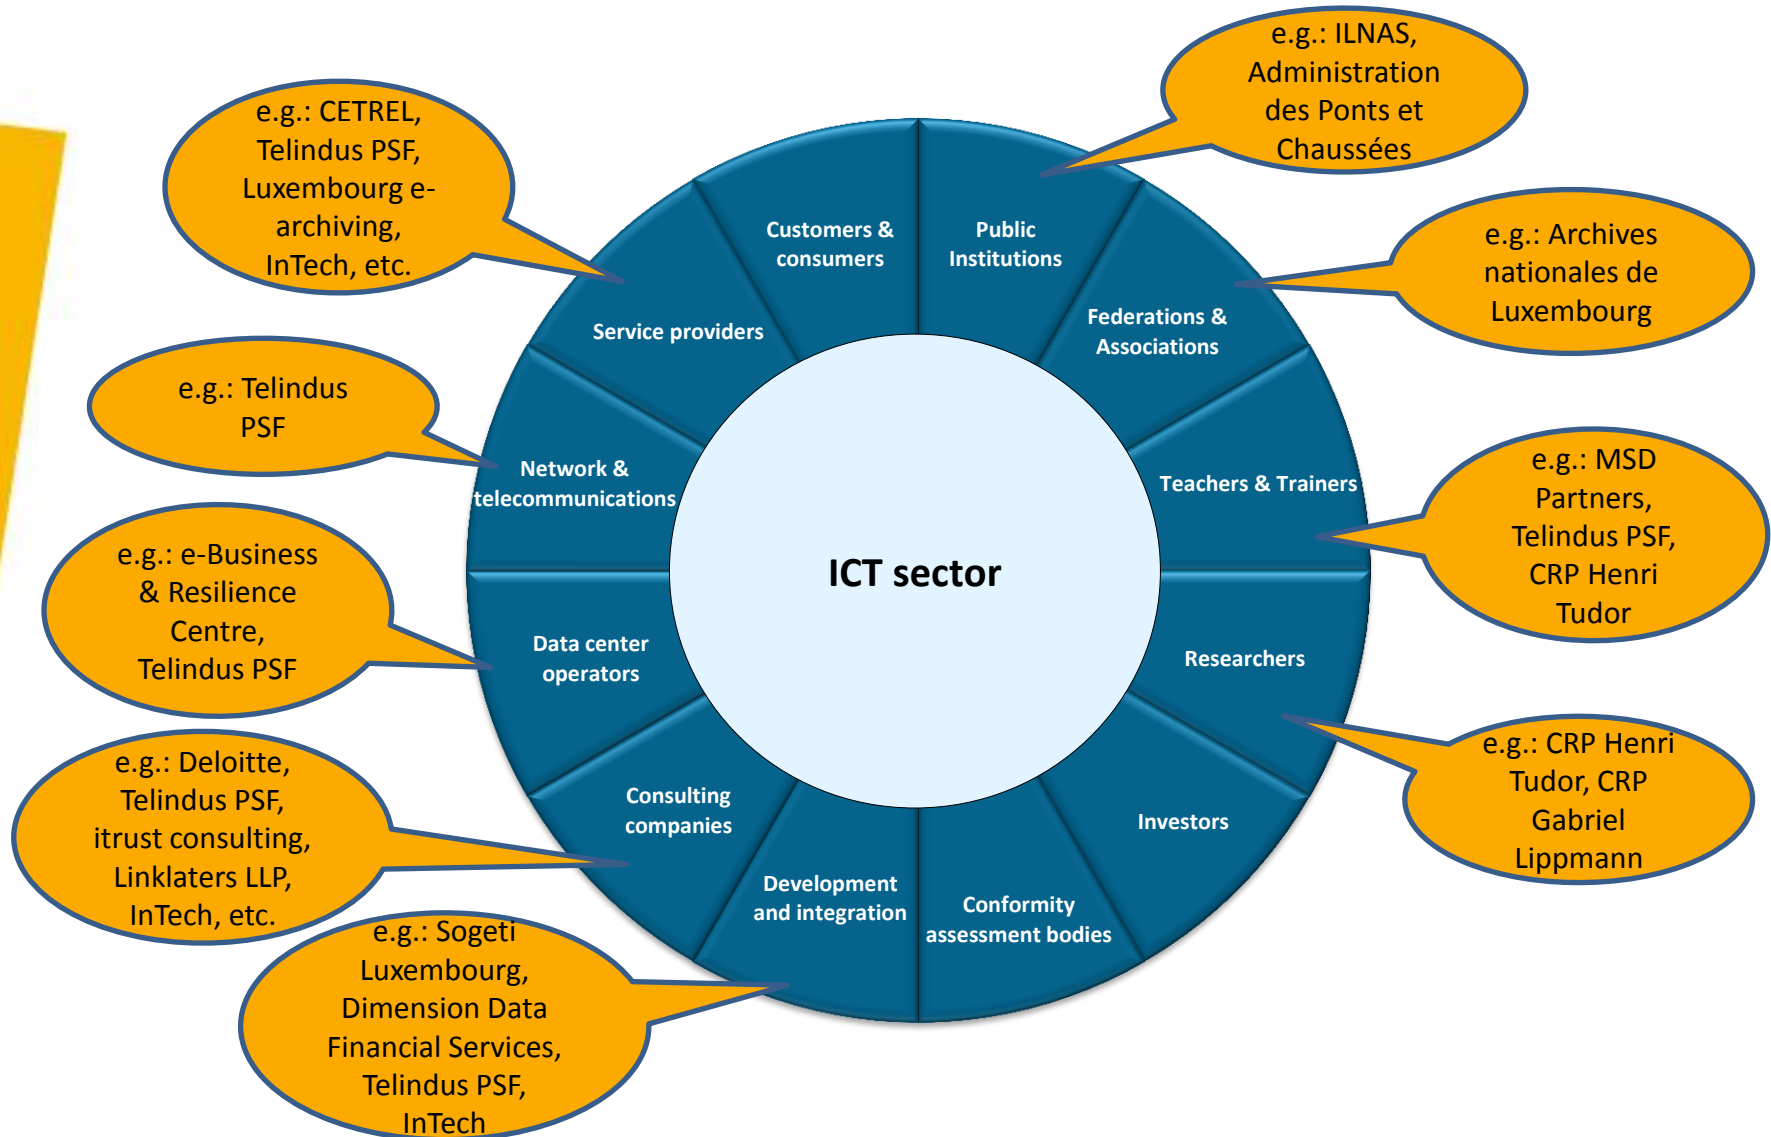 e.g.: ILNAS,
Administration
des Ponts et
Chaussées
e.g.: CETREL,
Telindus PSF,
Luxembourg e-
archiving,
InTech, etc.
Customers &
consumers
Public
Institutions
e.g.: Archives
nationales de
Luxembourg
Service providers
Federations &
Associations
e.g.: Telindus
PSF
Network &
telecommunications
Teachers & Trainers
e.g.: MSD
Partners,
Telindus PSF,
CRP Henri
Tudor
ICT sector
e.g.: e-Business
& Resilience
Centre,
Telindus PSF
Data center
operators
Researchers
e.g.: CRP Henri
Tudor, CRP
Gabriel
Lippmann
e.g.: Deloitte,
Telindus PSF,
itrust consulting,
Linklaters LLP,
InTech, etc.
Consulting
companies
Investors
Development
and integration
Conformity
assessment bodies
e.g.: Sogeti
Luxembourg,
Dimension Data
Financial Services,
Telindus PSF,
InTech